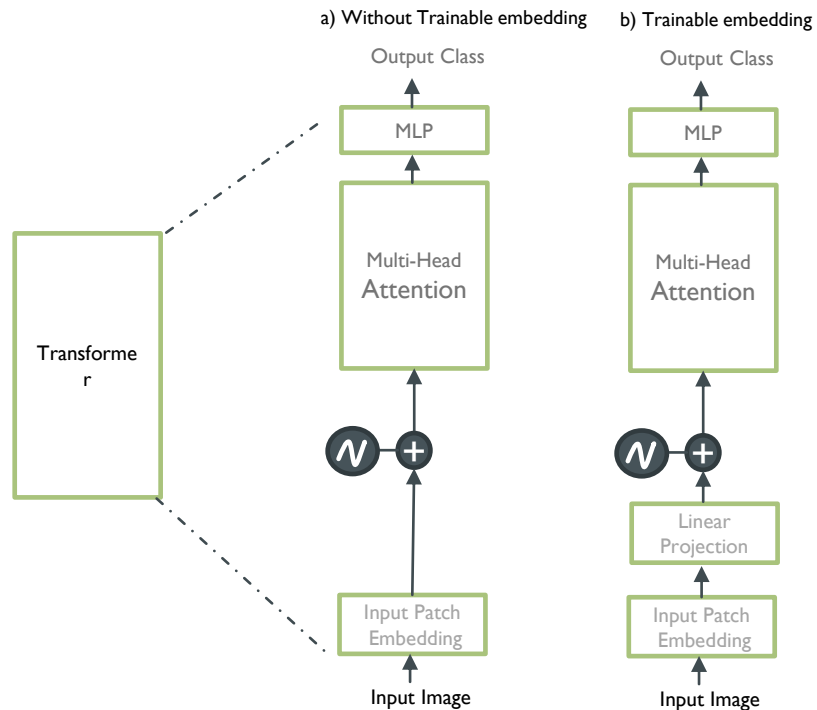 a) Without Trainable embedding
Output Class
MLP
Multi-Head
Attention
Input Patch
Embedding
Input Image
b) Trainable embedding
Output Class
MLP
Multi-Head
Attention
Linear
Projection
Input Patch
Embedding
Input Image
Transforme
r